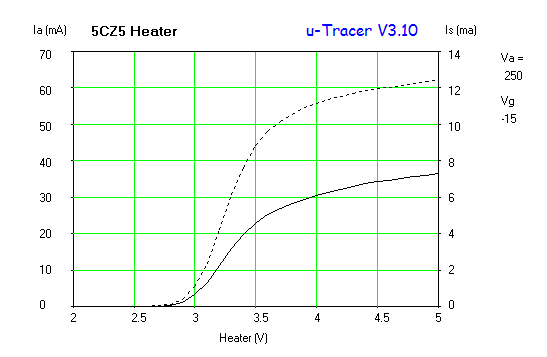 Ia (mA) 5CZ5 Heater u-Tracer V3.10 Is (ma)
70 14 Va =
60 12 250
50 10 Vg
40 8 -15
30 6
20 4
10 2
0 0
2 2.5 3 3.5 4 4.5 5
Heater (V)